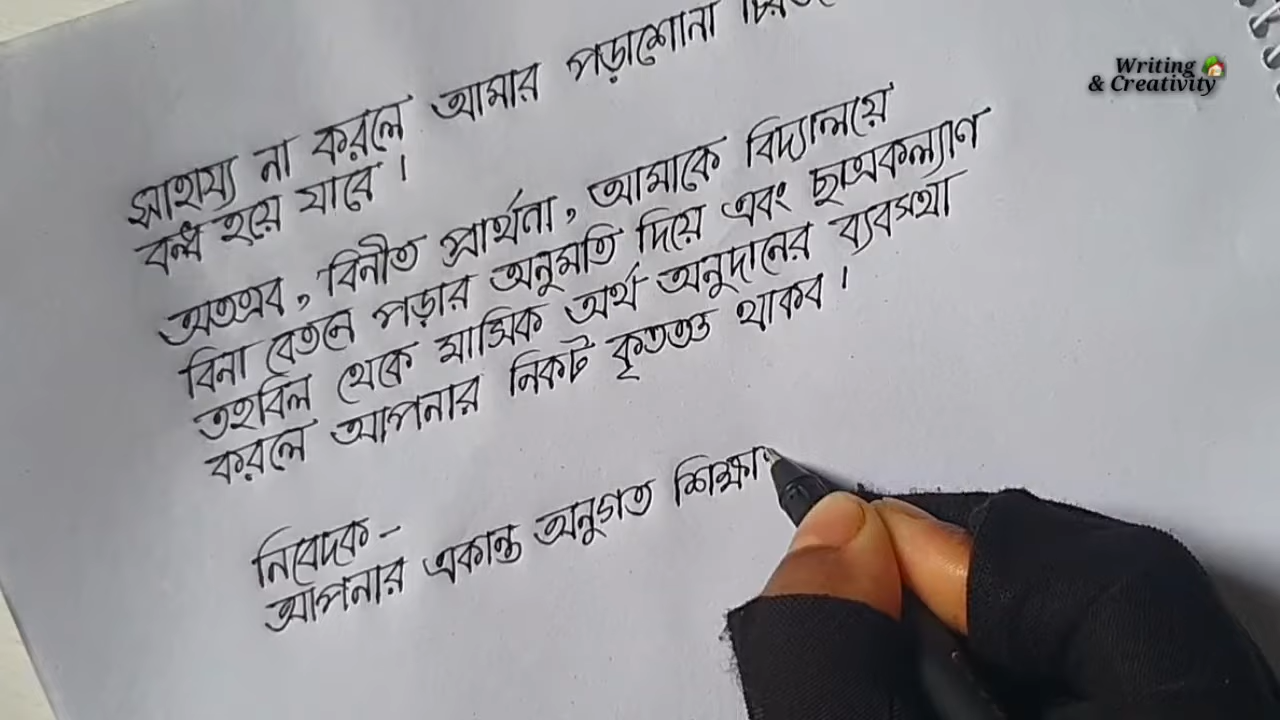 সাহায্য না করলে আমার পড়াশোনা
বন্ধ হয়ে যাবে।
অতএব, বিনীত প্রার্থনা, আমাকে বিদ্যালয়ে
বিনা বেতনে পড়ার অনুমতি দিয়ে এবং ছাত্রকল্যাণ
তহবিল থেকে মাসিক অর্থ অনুদানের ব্যবস্থা
করলে আপনার নিকট কৃতজ্ঞ থাকব।
নিবেদক-
আপনার একান্ত অনুগত
Writing
& Creativity